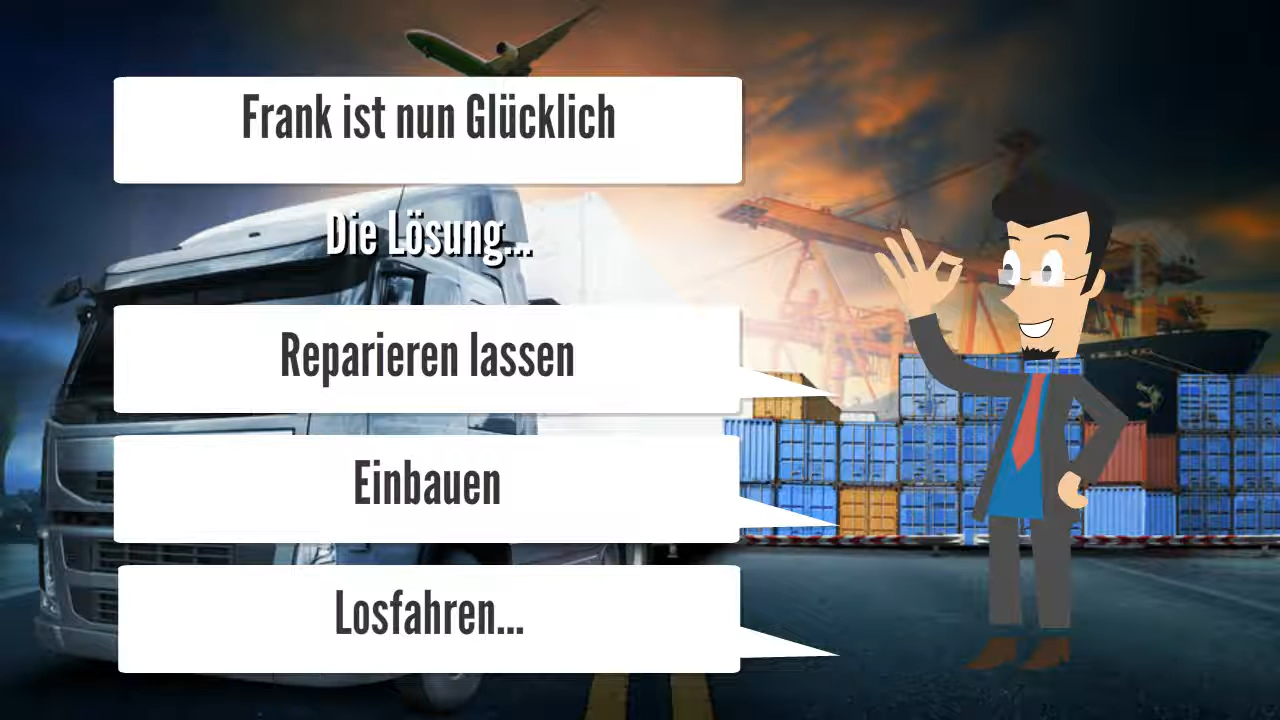 Frank ist nun Glücklich
Die Lösung...
Reparieren lassen
Einbauen
Losfahren...